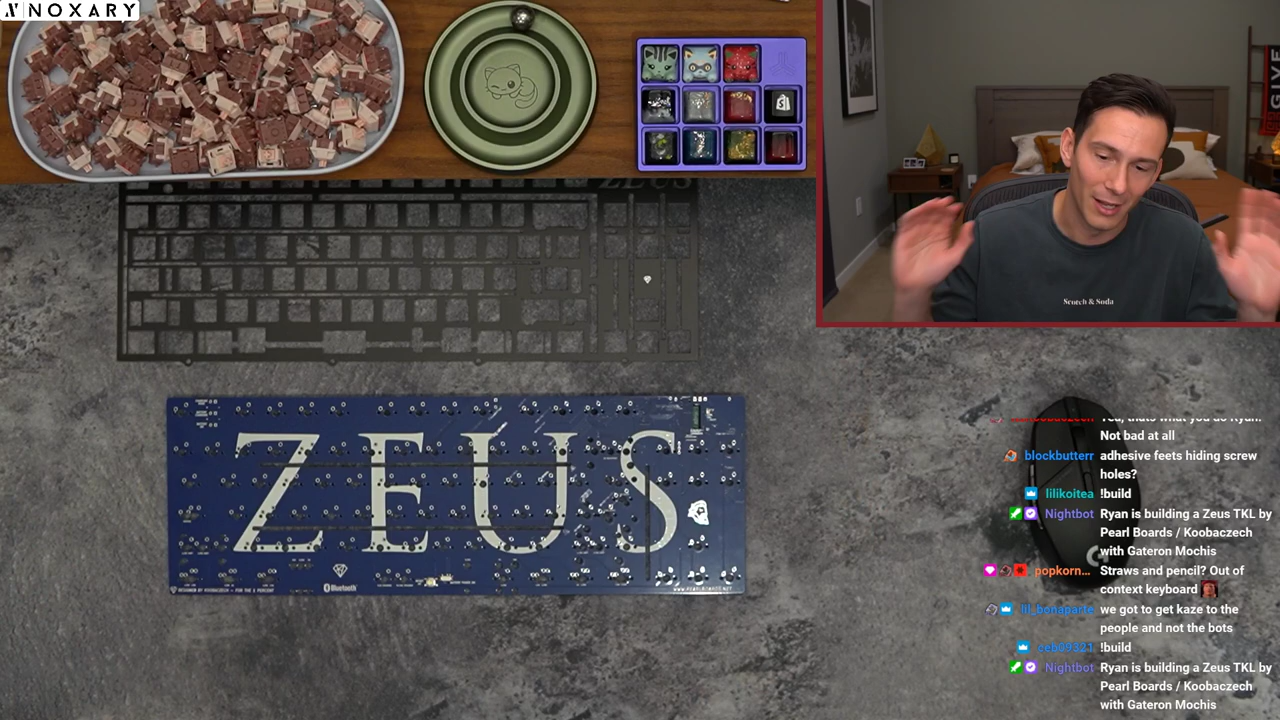 NOXARY
ZEUS
Scotch & Soda
ZEUS
Bluetooth
Not bad at all
blockbutterr adhesive feets hiding screw
holes?
lilikoitea !build
Nightbot Ryan is building a Zeus TKL by
Pearl Boards / Koobaczech
with Gateron Mochis
popkorn... Straws and pencil? Out of
context keyboard
lil_bonaparte we got to get kaze to the
people and not the bots
ceb09321 !build
Nightbot Ryan is building a Zeus TKL by
Pearl Boards / Koobaczech
with Gateron Mochis